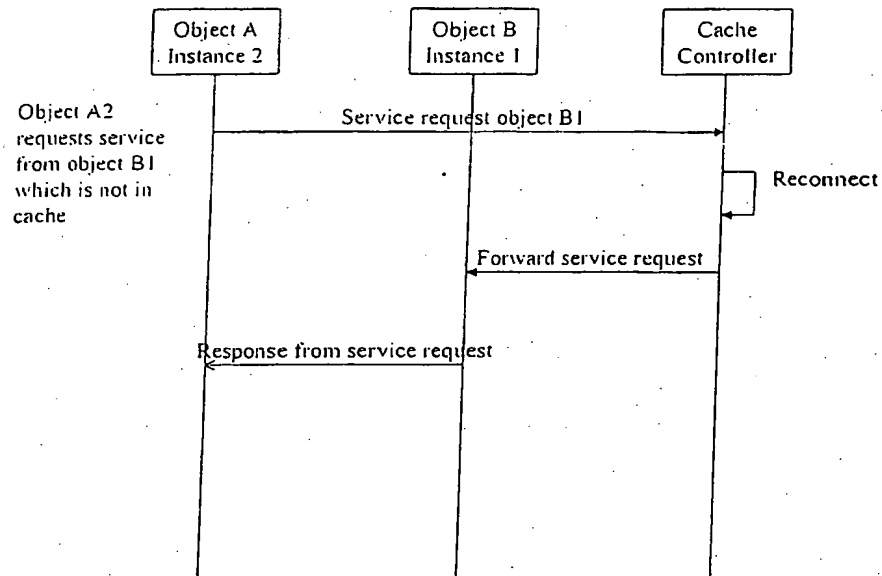 Object A
Instance 2
Object B
Instance 1
Cache
Controller
Object A2
requests service
from object B1
which is not in
cache
Service request object B1
Reconnect
Forward service request
Response from service request